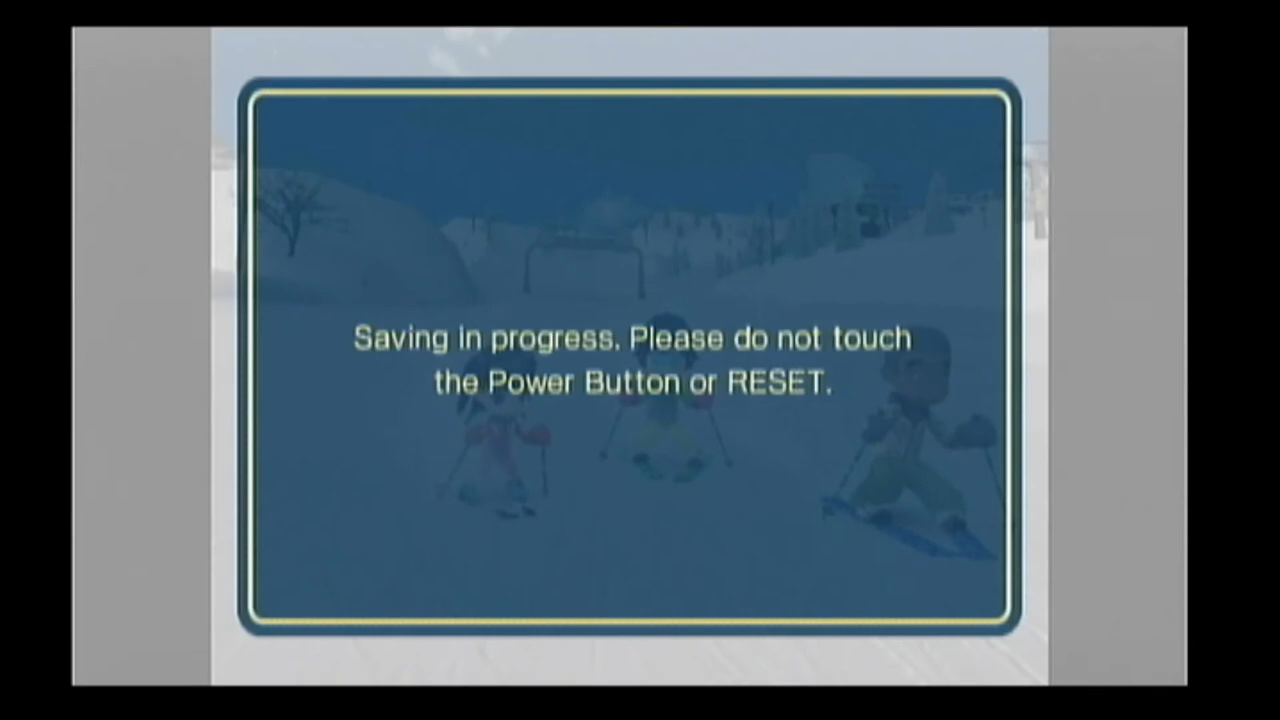 Saving in progress. Please do not touch
the Power Button or RESET.